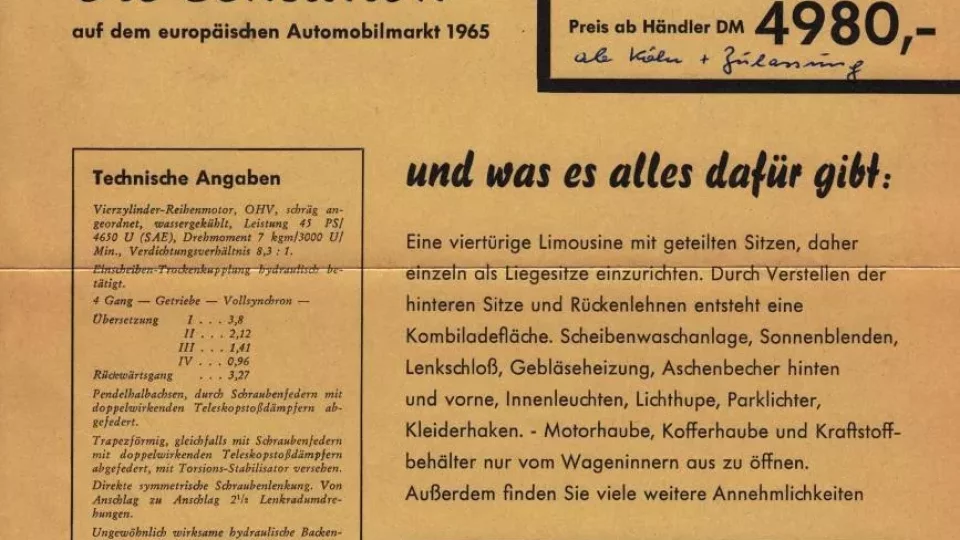 auf dem europäischen Automobilmarkt 1965
Preis ab Händler DM 4980,-
ab Köln + Zulassung
Technische Angaben
Vierzylinder-Reihenmotor, OHV, schräg an-
geordnet, wassergekühlt, Leistung 45 PS/
4650 U (SAE), Drehmoment 7 kgm/3000 U/
Min., Verdichtungsverhältnis 8,3 : 1.
Einscheiben-Trockenkupplung hydraulisch be-
tätigt.
4 Gang — Getriebe — Vollsynchron —
Übersetzung I . . . 3,8
II . . . 2,12
III . . . 1,41
IV . . . 0,96
Rückwärtsgang . . . 3,27
Pendelhalbachsen, durch Schraubenfedern mit
doppelwirkenden Teleskopstoßdämpfern ab-
gefedert.
Trapezförmig, gleichfalls mit Schraubenfedern
mit doppelwirkenden Teleskopstoßdämpfern
abgefedert, mit Torsions-Stabilisator versehen.
Direkte symmetrische Schraubenlenkung. Von
Anschlag zu Anschlag 2½ Lenkradumdre-
hungen.
Ungewöhnlich wirksame hydraulische Backen-
und was es alles dafür gibt:
Eine viertürige Limousine mit geteilten Sitzen, daher
einzeln als Liegesitze einzurichten. Durch Verstellen der
hinteren Sitze und Rückenlehnen entsteht eine
Kombiladefläche. Scheibenwaschanlage, Sonnenblenden,
Lenkschloß, Gebläseheizung, Aschenbecher hinten
und vorne, Innenleuchten, Lichthupe, Parklichter,
Kleiderhaken. - Motorhaube, Kofferhaube und Kraftstoff-
behälter nur vom Wageninnern aus zu öffnen.
Außerdem finden Sie viele weitere Annehmlichkeiten